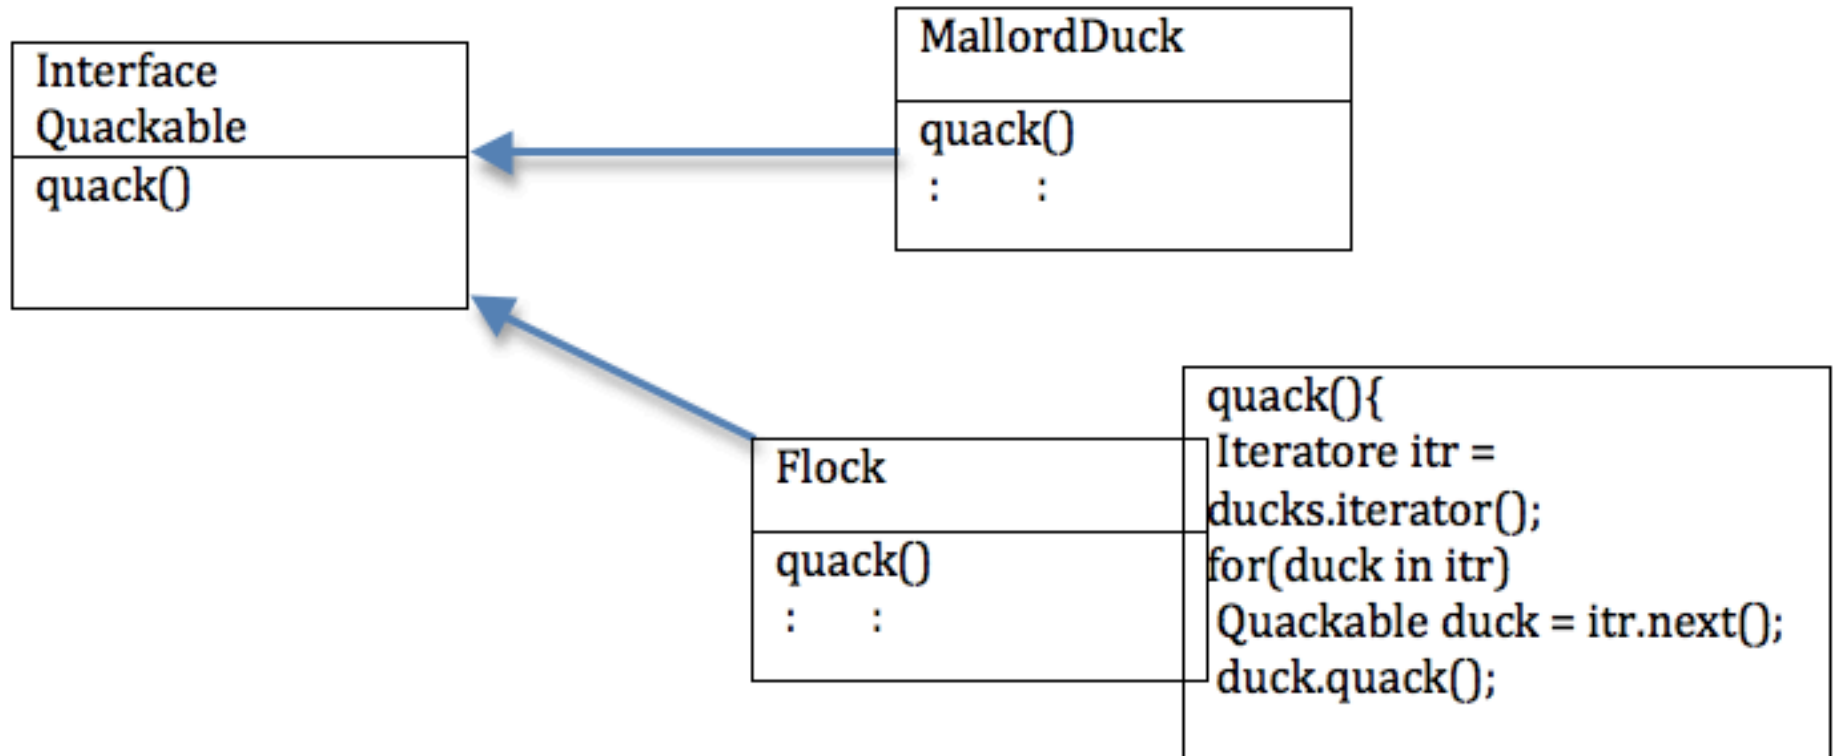 Interface
Quackable
quack()
MallordDuck
quack()
: :
Flock
quack()
: :
quack(){
Iteratore itr =
ducks.iterator();
for(duck in itr)
Quackable duck = itr.next();
duck.quack();